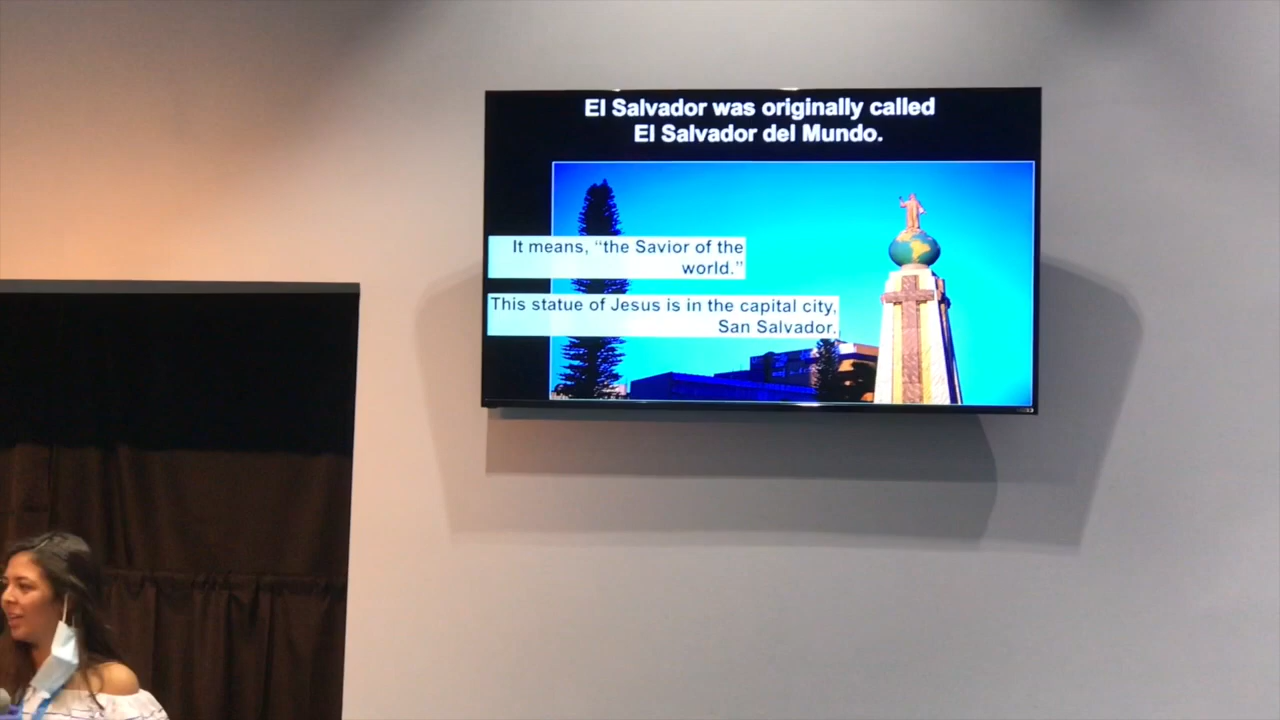 El Salvador was originally called
El Salvador del Mundo.
It means, “the Savior of the
world.”
This statue of Jesus is in the capital city,
San Salvador.